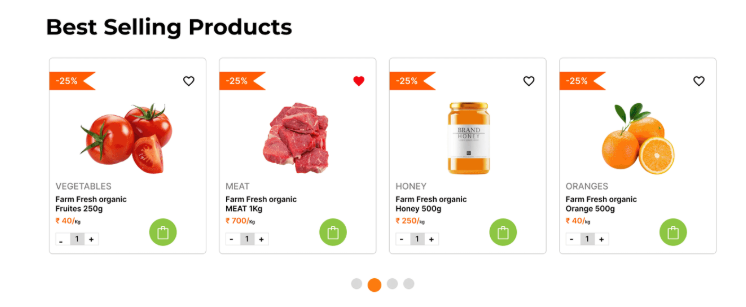 Best Selling Products
-25%
VEGETABLES
Farm Fresh organic
Fruites 250g
₹ 40/Kg
- 1 +
-25%
MEAT
Farm Fresh organic
MEAT 1Kg
₹ 700/Kg
- 1 +
-25%
BRAND
HONEY
HONEY
Farm Fresh organic
Honey 500g
₹ 250/Kg
- 1 +
-25%
ORANGES
Farm Fresh organic
Orange 500g
₹ 40/Kg
- 1 +